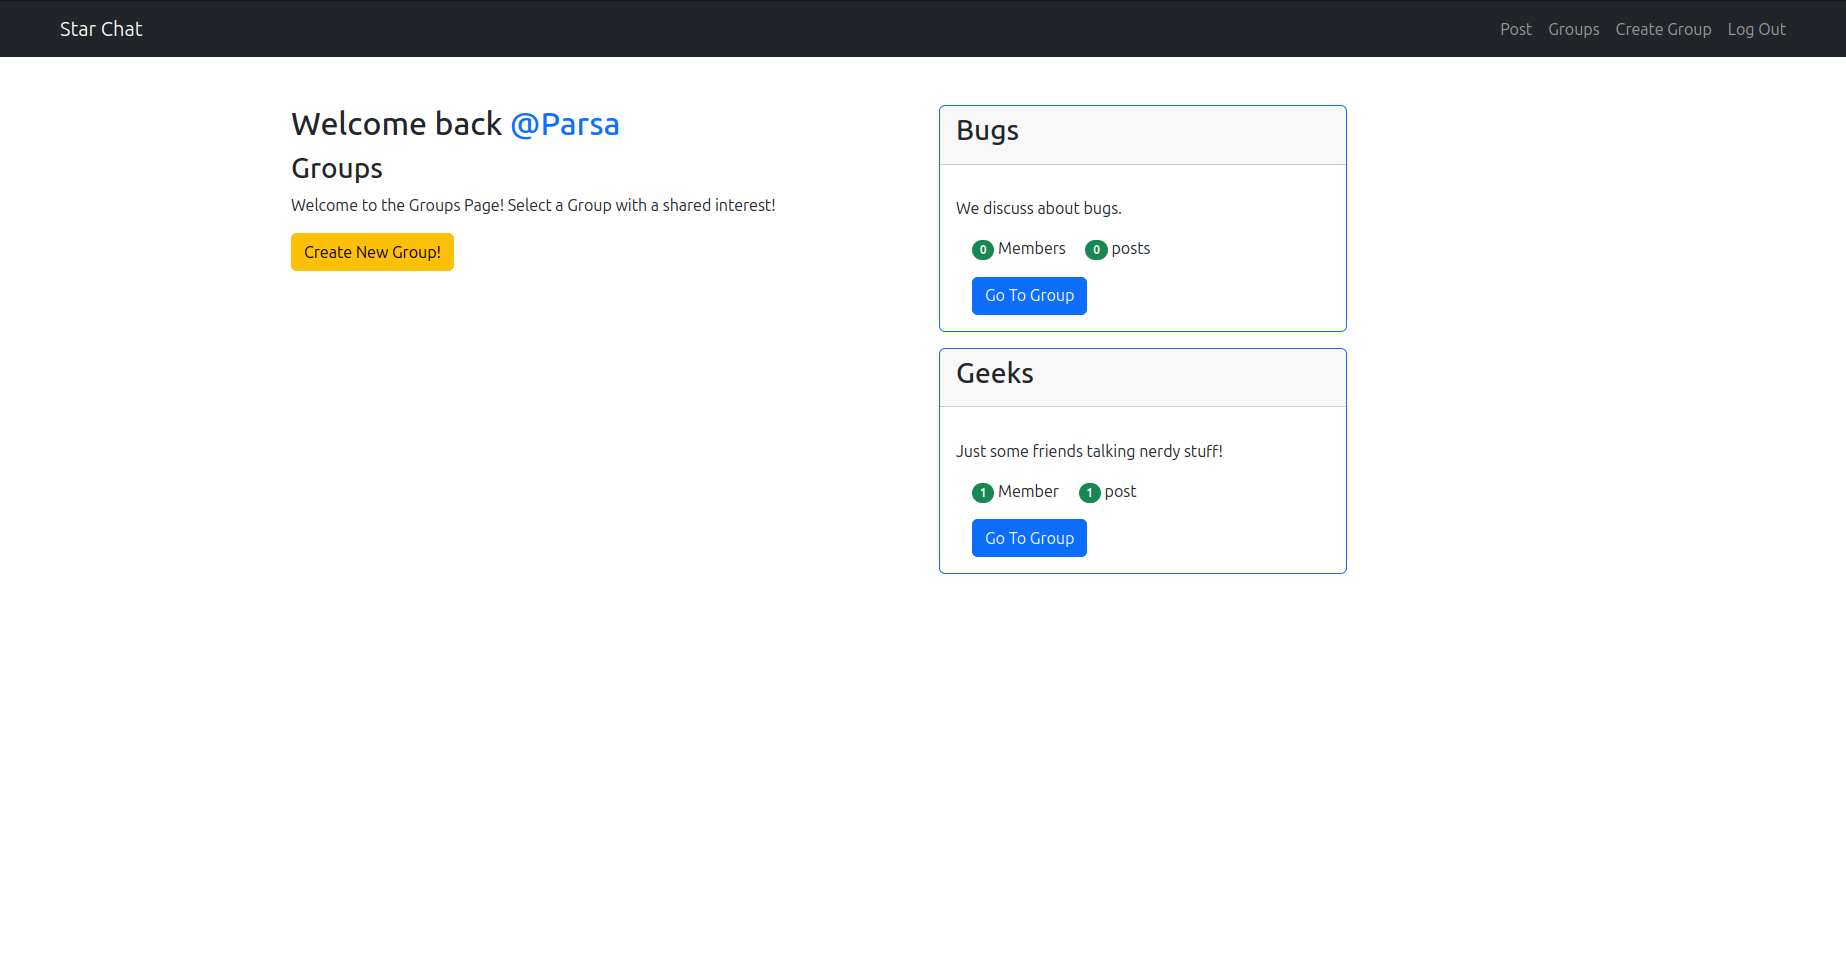 Star Chat
Post Groups Create Group Log Out
Welcome back @Parsa
Groups
Welcome to the Groups Page! Select a Group with a shared interest!
Create New Group!
Bugs
We discuss about bugs.
0 Members 0 posts
Go To Group
Geeks
Just some friends talking nerdy stuff!
1 Member 1 post
Go To Group